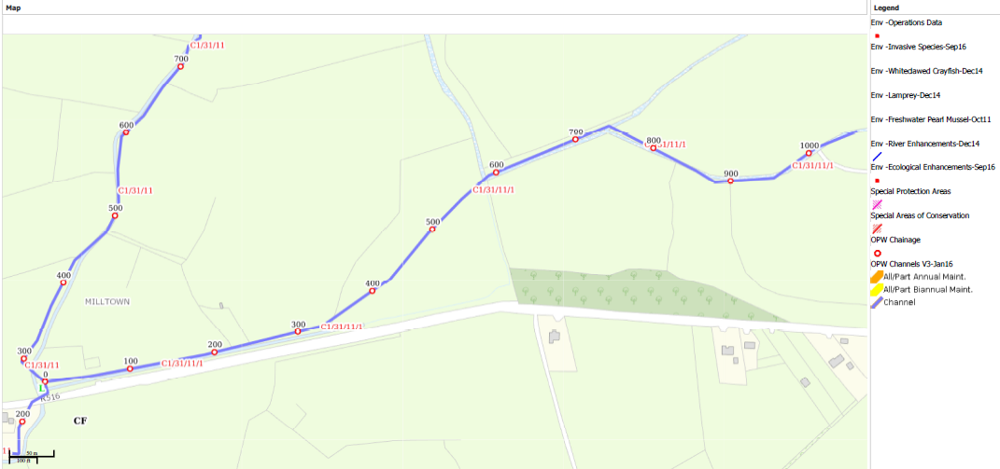 Map
Legend
C1/31/11
700
600
C1/31/11
500
400
MILLTOWN
300
C1/31/11
0
L
R516
200
CF
50 m
100 ft
100
C1/31/11/1
200
300
C1/31/11/1
400
500
C1/31/11/1
600
700
800
C1/31/11/1
900
1000
C1/31/11/1
Env -Operations Data
Env -Invasive Species-Sep16
Env -Whiteclawed Crayfish-Dec14
Env -Lamprey-Dec14
Env -Freshwater Pearl Mussel-Oct11
Env -River Enhancements-Dec14
Env -Ecological Enhancements-Sep16
Special Protection Areas
Special Areas of Conservation
OPW Chainage
OPW Channels V3-Jan16
All/Part Annual Maint.
All/Part Biannual Maint.
Channel